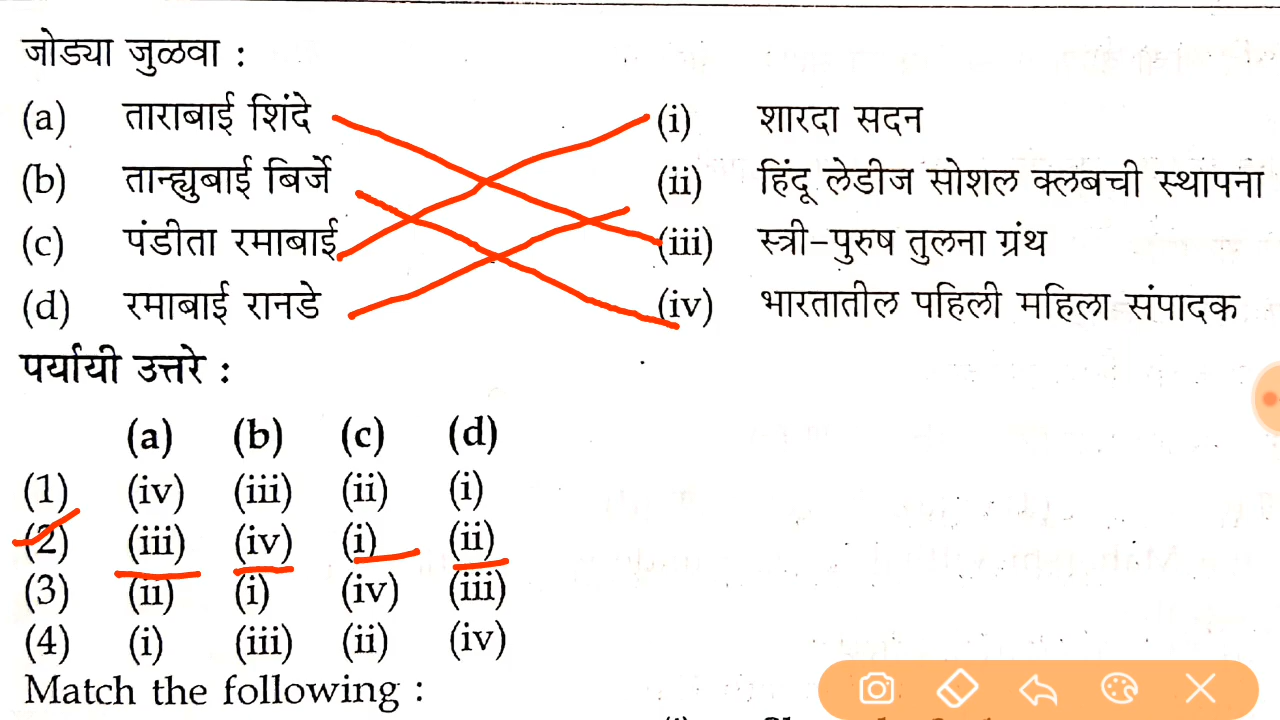 जोड्या जुळवा :
(a) ताराबाई शिंदे (i) शारदा सदन
(b) तान्ह्युबाई बिर्जे (ii) हिंदू लेडीज सोशल क्लबची स्थापना
(c) पंडीता रमाबाई (iii) स्त्री-पुरुष तुलना ग्रंथ
(d) रमाबाई रानडे (iv) भारतातील पहिली महिला संपादक
पर्यायी उत्तरे :
(a) (b) (c) (d)
(1) (iv) (iii) (ii) (i)
(2) (iii) (iv) (i) (ii)
(3) (ii) (i) (iv) (iii)
(4) (i) (iii) (ii) (iv)
Match the following :